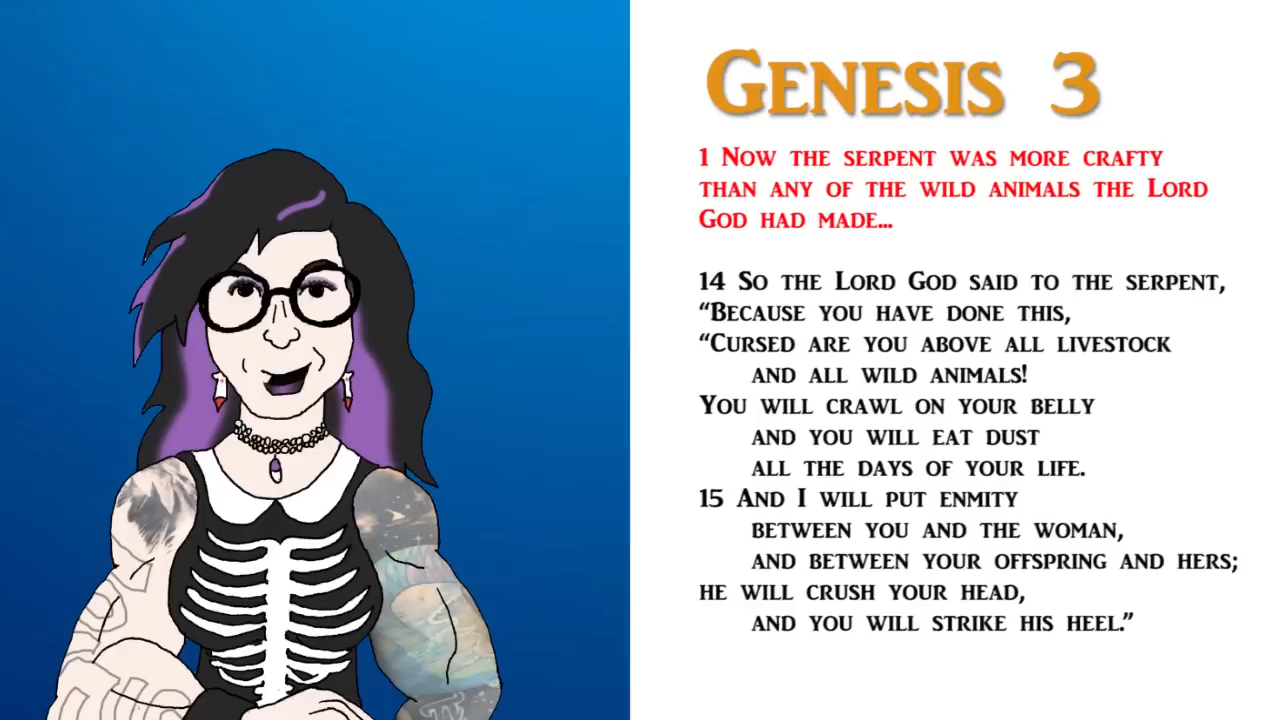 Genesis 3
1 Now the serpent was more crafty
than any of the wild animals the Lord
God had made...
14 So the Lord God said to the serpent,
“Because you have done this,
“Cursed are you above all livestock
and all wild animals!
You will crawl on your belly
and you will eat dust
all the days of your life.
15 And I will put enmity
between you and the woman,
and between your offspring and hers;
he will crush your head,
and you will strike his heel.”